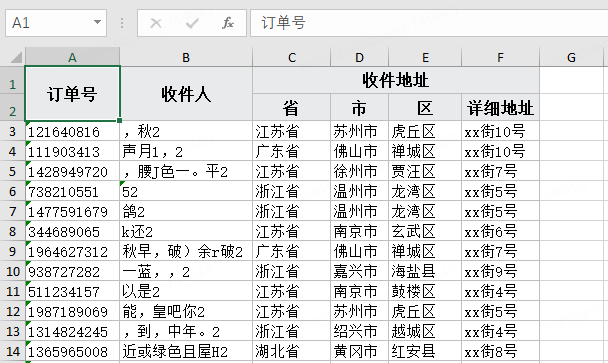 A1 订单号
A B C D E F G
1 订单号 收件人 收件地址
2 省 市 区 详细地址
3 121640816 ，秋2 江苏省 苏州市 虎丘区 xx街10号
4 111903413 声月1，2 广东省 佛山市 禅城区 xx街10号
5 1428949720 ，腰J色一。平2 江苏省 徐州市 贾汪区 xx街7号
6 738210551 52 浙江省 温州市 龙湾区 xx街5号
7 1477591679 鸽2 浙江省 温州市 龙湾区 xx街5号
8 344689065 k还2 江苏省 南京市 玄武区 xx街6号
9 1964627312 秋早，破）余r破2 广东省 佛山市 禅城区 xx街7号
10 938727282 一蓝，，2 浙江省 嘉兴市 海盐县 xx街9号
11 511234157 以是2 江苏省 南京市 鼓楼区 xx街4号
12 1987189069 能，皇吧你2 江苏省 苏州市 虎丘区 xx街5号
13 1314824245 ，到，中年。2 浙江省 绍兴市 越城区 xx街4号
14 1365965008 近或绿色且屋H2 湖北省 黄冈市 红安县 xx街8号